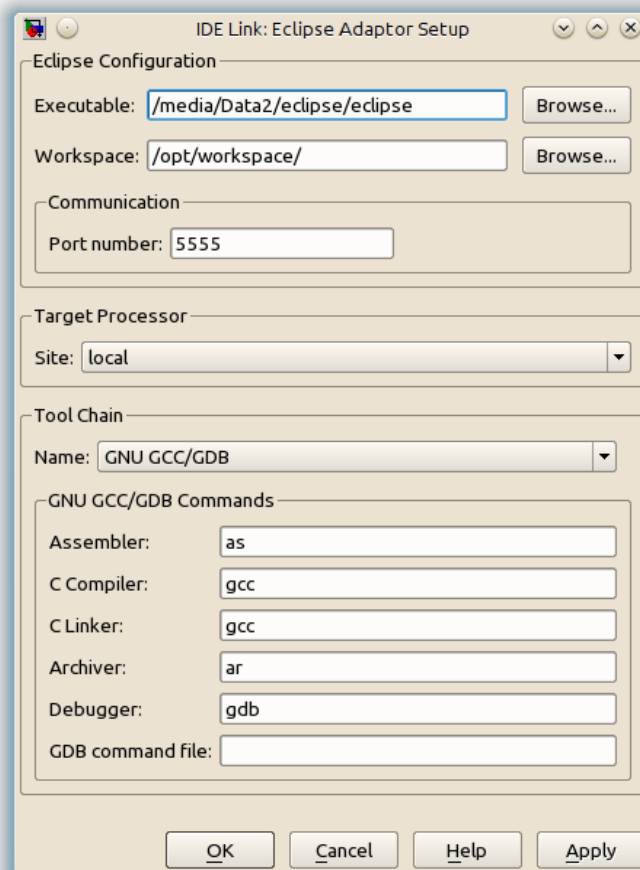 IDE Link: Eclipse Adaptor Setup
Eclipse Configuration
Executable: /media/Data2/eclipse/eclipse Browse...
Workspace: /opt/workspace/ Browse...
Communication
Port number: 5555
Target Processor
Site: local
Tool Chain
Name: GNU GCC/GDB
GNU GCC/GDB Commands
Assembler: as
C Compiler: gcc
C Linker: gcc
Archiver: ar
Debugger: gdb
GDB command file:
OK Cancel Help Apply